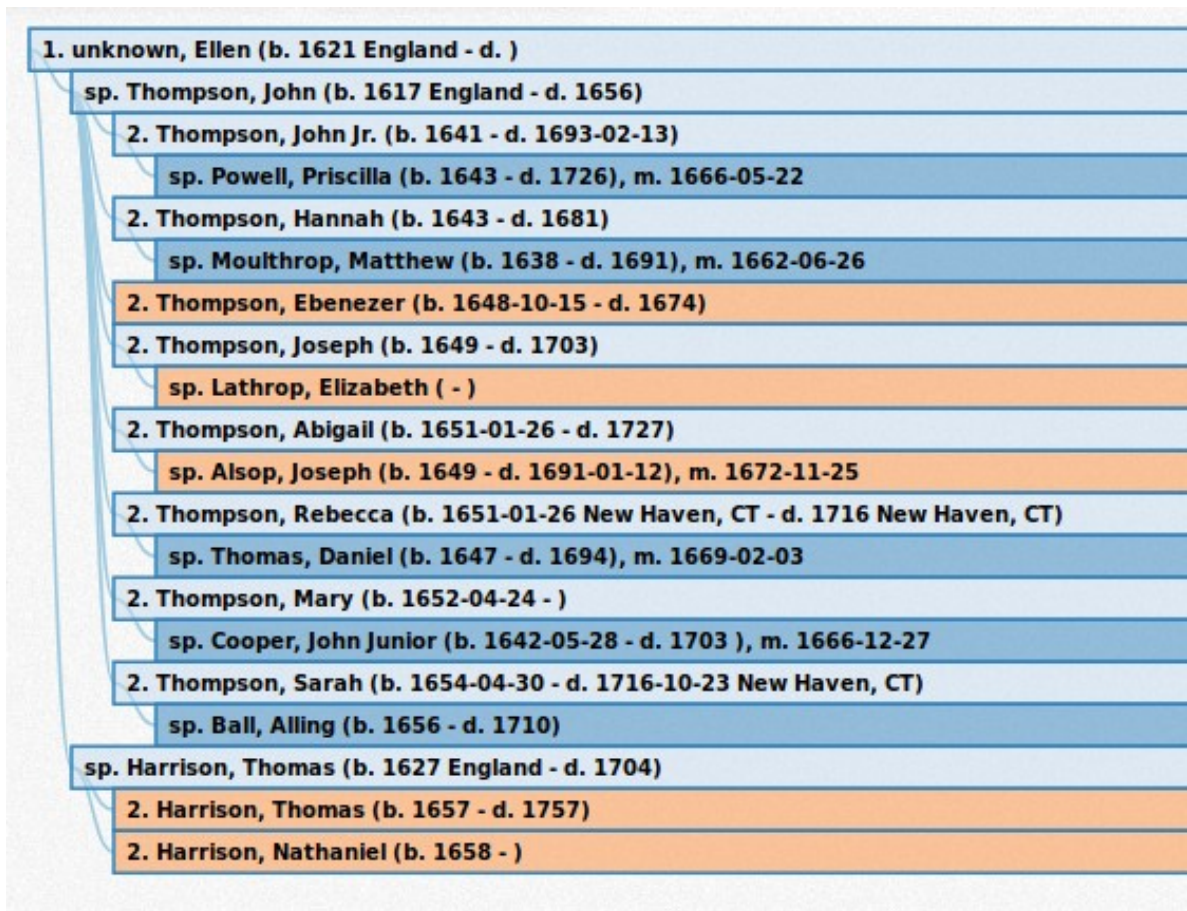 1. unknown, Ellen (b. 1621 England - d. )
sp. Thompson, John (b. 1617 England - d. 1656)
2. Thompson, John Jr. (b. 1641 - d. 1693-02-13)
sp. Powell, Priscilla (b. 1643 - d. 1726), m. 1666-05-22
2. Thompson, Hannah (b. 1643 - d. 1681)
sp. Moulthrop, Matthew (b. 1638 - d. 1691), m. 1662-06-26
2. Thompson, Ebenezer (b. 1648-10-15 - d. 1674)
2. Thompson, Joseph (b. 1649 - d. 1703)
sp. Lathrop, Elizabeth ( - )
2. Thompson, Abigail (b. 1651-01-26 - d. 1727)
sp. Alsop, Joseph (b. 1649 - d. 1691-01-12), m. 1672-11-25
2. Thompson, Rebecca (b. 1651-01-26 New Haven, CT - d. 1716 New Haven, CT)
sp. Thomas, Daniel (b. 1647 - d. 1694), m. 1669-02-03
2. Thompson, Mary (b. 1652-04-24 - )
sp. Cooper, John Junior (b. 1642-05-28 - d. 1703 ), m. 1666-12-27
2. Thompson, Sarah (b. 1654-04-30 - d. 1716-10-23 New Haven, CT)
sp. Ball, Alling (b. 1656 - d. 1710)
sp. Harrison, Thomas (b. 1627 England - d. 1704)
2. Harrison, Thomas (b. 1657 - d. 1757)
2. Harrison, Nathaniel (b. 1658 - )